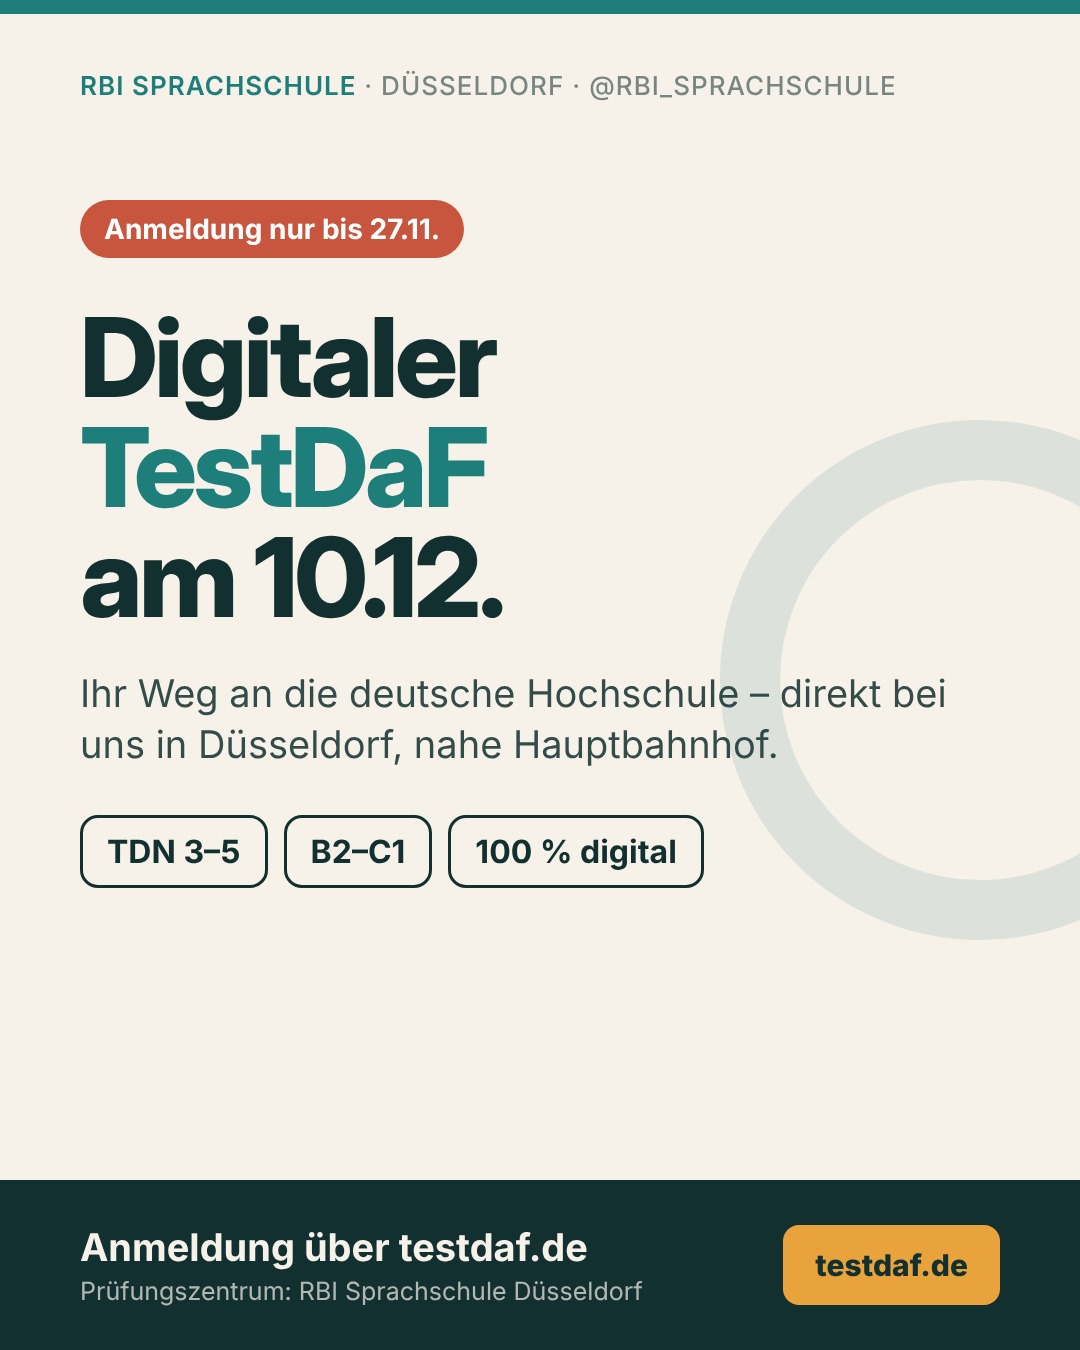 RBI SPRACHSCHULE · DÜSSELDORF · @RBI_SPRACHSCHULE
Anmeldung nur bis 27.11.
Digitaler
TestDaF
am 10.12.
Ihr Weg an die deutsche Hochschule – direkt bei
uns in Düsseldorf, nahe Hauptbahnhof.
TDN 3–5
B2–C1
100 % digital
Anmeldung über testdaf.de
Prüfungszentrum: RBI Sprachschule Düsseldorf
testdaf.de